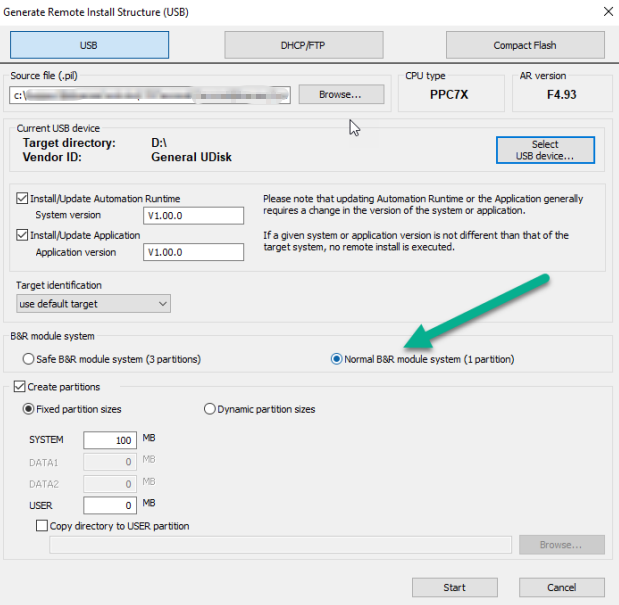 Generate Remote Install Structure (USB)
USB
DHCP/FTP
Compact Flash
Source file (.pil)
c:\
Browse...
CPU type
PPC7X
AR version
F4.93
Current USB device
Target directory: D:\
Vendor ID: General UDisk
Select
USB device...
Install/Update Automation Runtime
System version V1.00.0
Please note that updating Automation Runtime or the Application generally
requires a change in the version of the system or application.
Install/Update Application
Application version V1.00.0
If a given system or application version is not different than that of the
target system, no remote install is executed.
Target identification
use default target
B&R module system
Safe B&R module system (3 partitions)
Normal B&R module system (1 partition)
Create partitions
Fixed partition sizes
Dynamic partition sizes
SYSTEM 100 MB
DATA1 0 MB
DATA2 0 MB
USER 0 MB
Copy directory to USER partition
Browse...
Start
Cancel